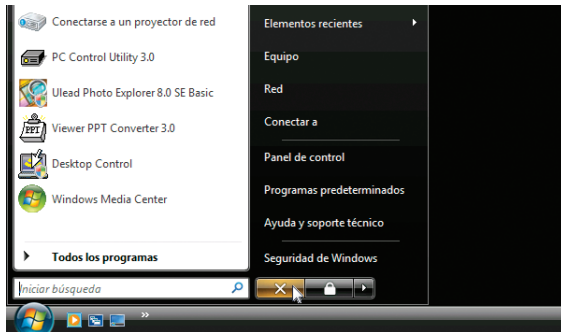 Conectarse a un proyector de red
PC Control Utility 3.0
Ulead Photo Explorer 8.0 SE Basic
PPT
Viewer PPT Converter 3.0
Desktop Control
Windows Media Center
Todos los programas
Iniciar búsqueda
Elementos recientes
Equipo
Red
Conectar a
Panel de control
Programas predeterminados
Ayuda y soporte técnico
Seguridad de Windows